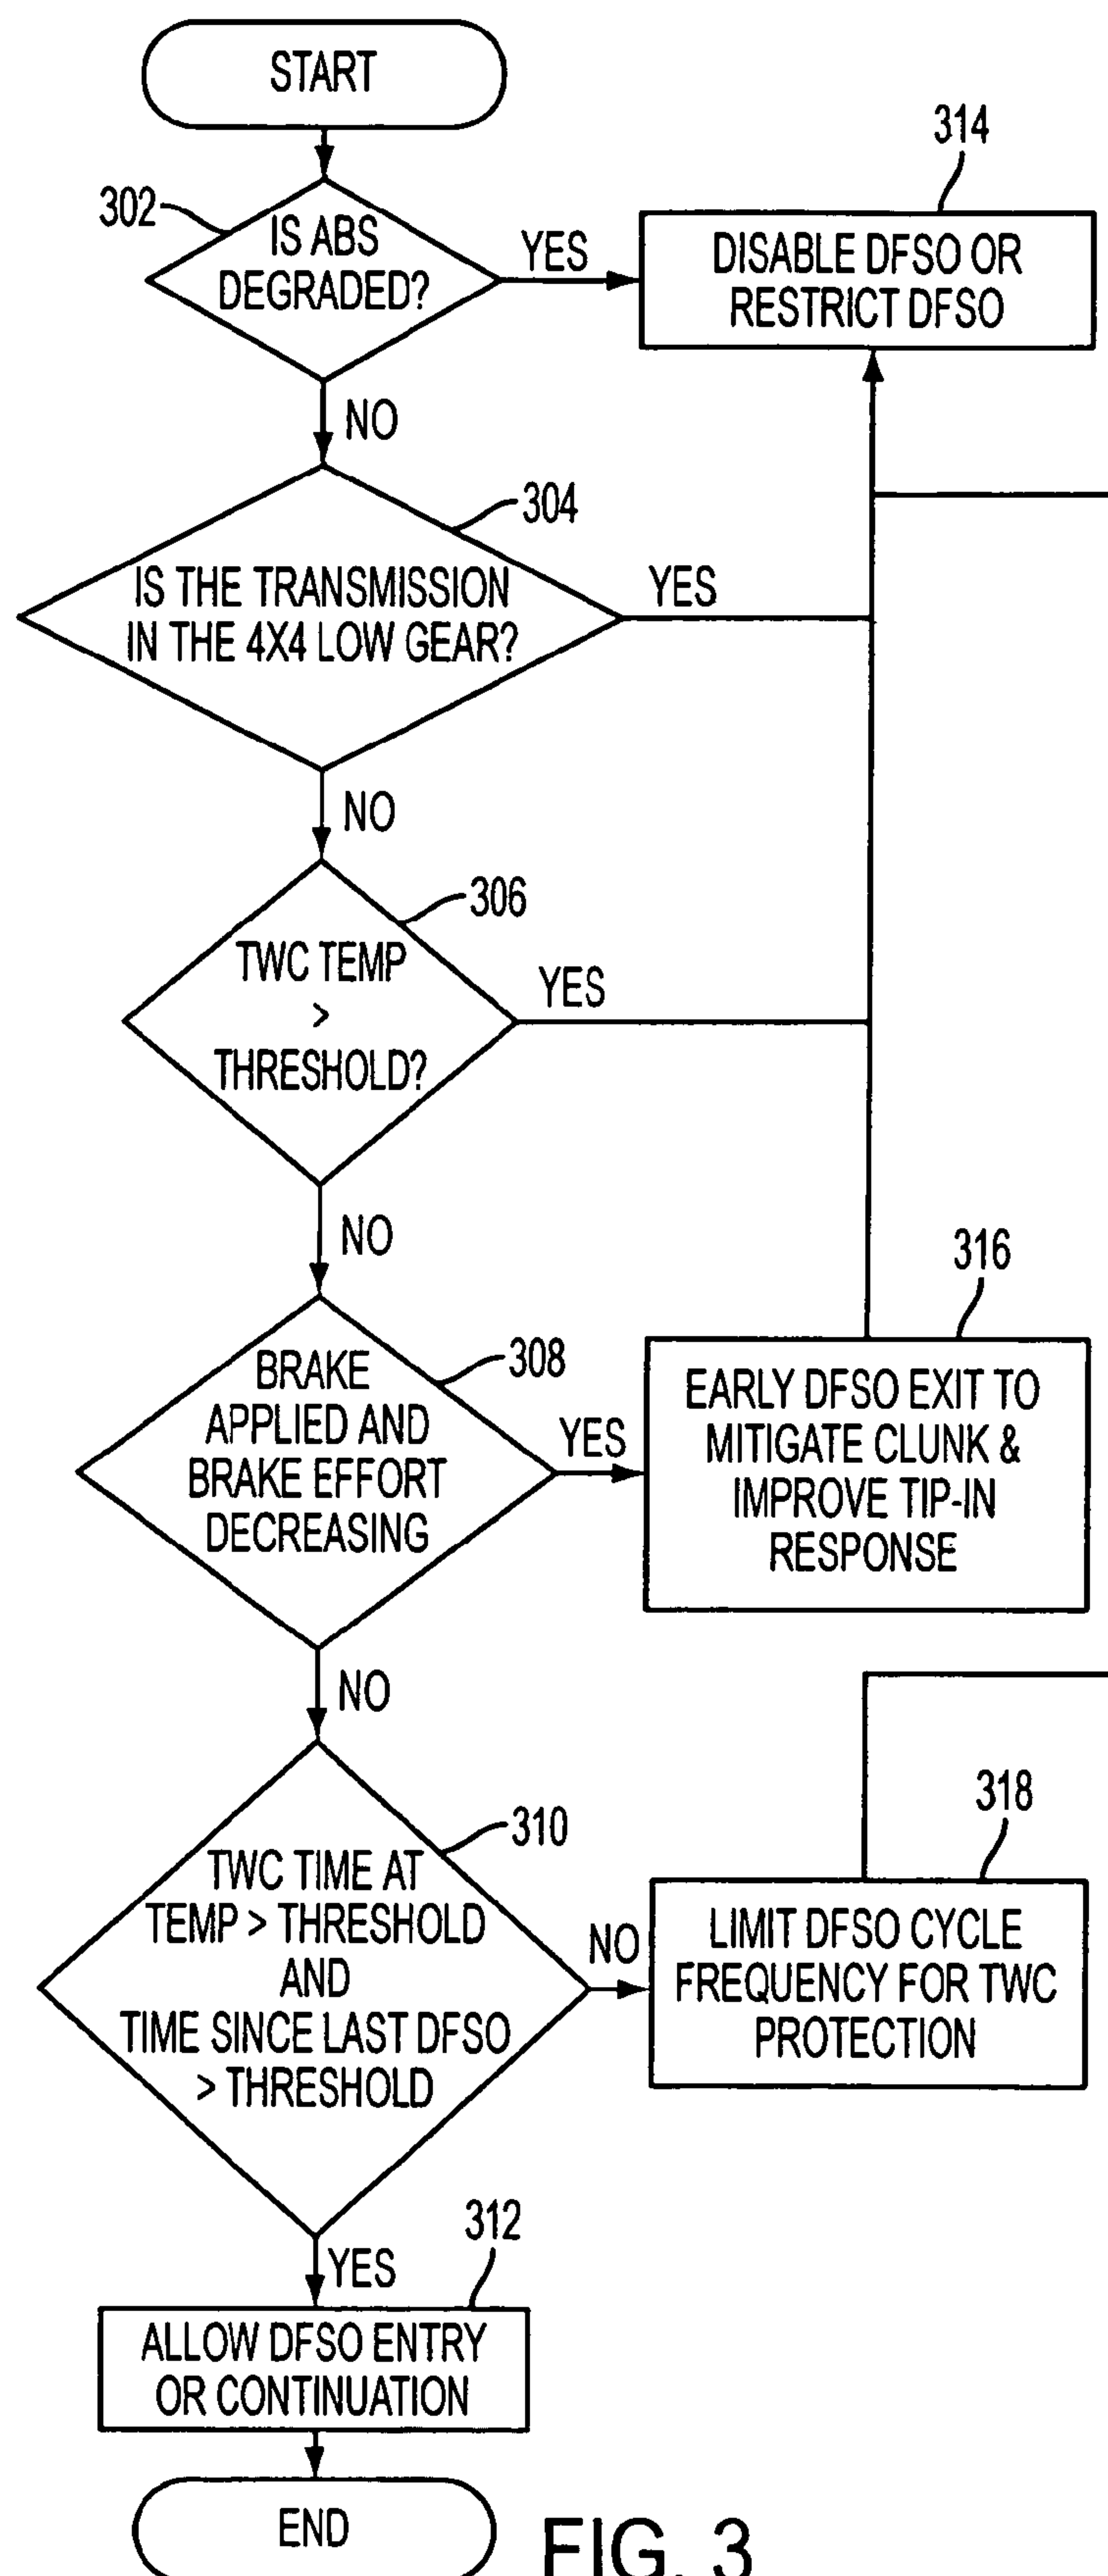 START
302
IS ABS
DEGRADED?
YES
314
DISABLE DFSO OR
RESTRICT DFSO
NO
304
IS THE TRANSMISSION
IN THE 4X4 LOW GEAR?
YES
NO
306
TWC TEMP
>
THRESHOLD?
YES
NO
308
BRAKE
APPLIED AND
BRAKE EFFORT
DECREASING
YES
316
EARLY DFSO EXIT TO
MITIGATE CLUNK &
IMPROVE TIP-IN
RESPONSE
NO
310
TWC TIME AT
TEMP > THRESHOLD
AND
TIME SINCE LAST DFSO
> THRESHOLD
NO
318
LIMIT DFSO CYCLE
FREQUENCY FOR TWC
PROTECTION
YES
312
ALLOW DFSO ENTRY
OR CONTINUATION
END
FIG. 3